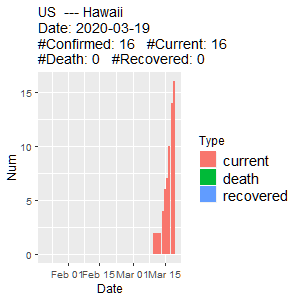 US  --- Hawaii
Date: 2020-03-19
#Confirmed: 16   #Current: 16
#Death: 0   #Recovered: 0
15
10
5
0
Num
Feb 01
Feb 15
Mar 01
Mar 15
Date
Type
current
death
recovered